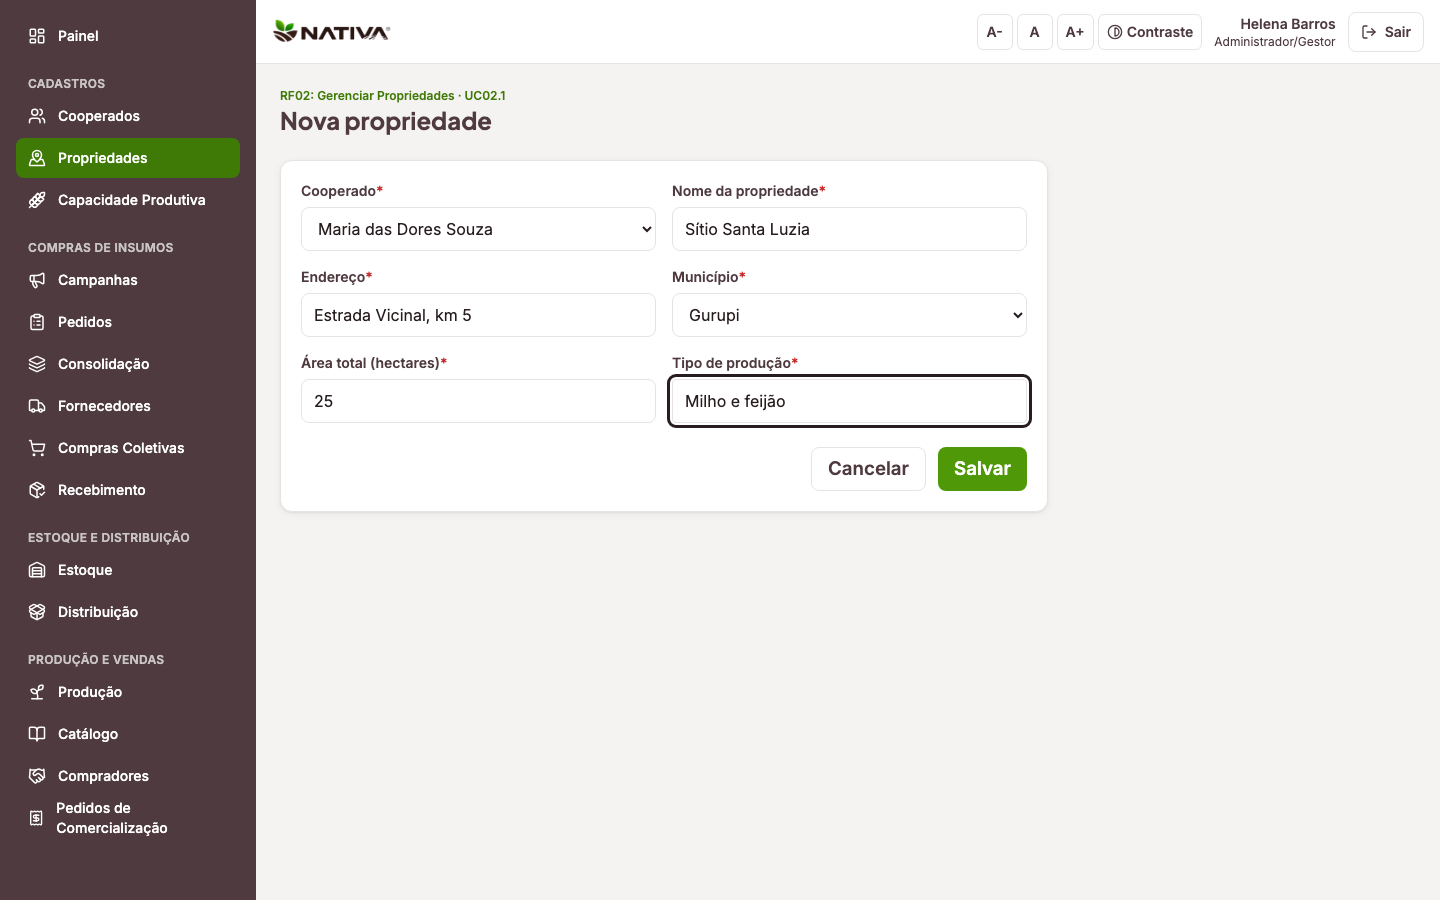 Painel
CADASTROS
Cooperados
Propriedades
Capacidade Produtiva
COMPRAS DE INSUMOS
Campanhas
Pedidos
Consolidação
Fornecedores
Compras Coletivas
Recebimento
ESTOQUE E DISTRIBUIÇÃO
Estoque
Distribuição
PRODUÇÃO E VENDAS
Produção
Catálogo
Compradores
Pedidos de
Comercialização
NATIVA
A- A A+ Contraste
Helena Barros
Administrador/Gestor
Sair
RF02: Gerenciar Propriedades · UC02.1
Nova propriedade
Cooperado* Nome da propriedade*
Maria das Dores Souza Sítio Santa Luzia
Endereço* Município*
Estrada Vicinal, km 5 Gurupi
Área total (hectares)* Tipo de produção*
25 Milho e feijão
Cancelar Salvar